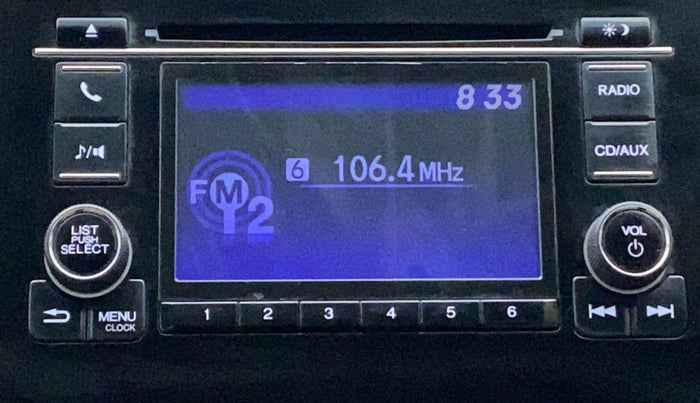 8 33
RADIO
6 106.4 MHz
CD/AUX
FM
2
LIST
PUSH
SELECT
VOL
MENU
CLOCK
1 2 3 4 5 6